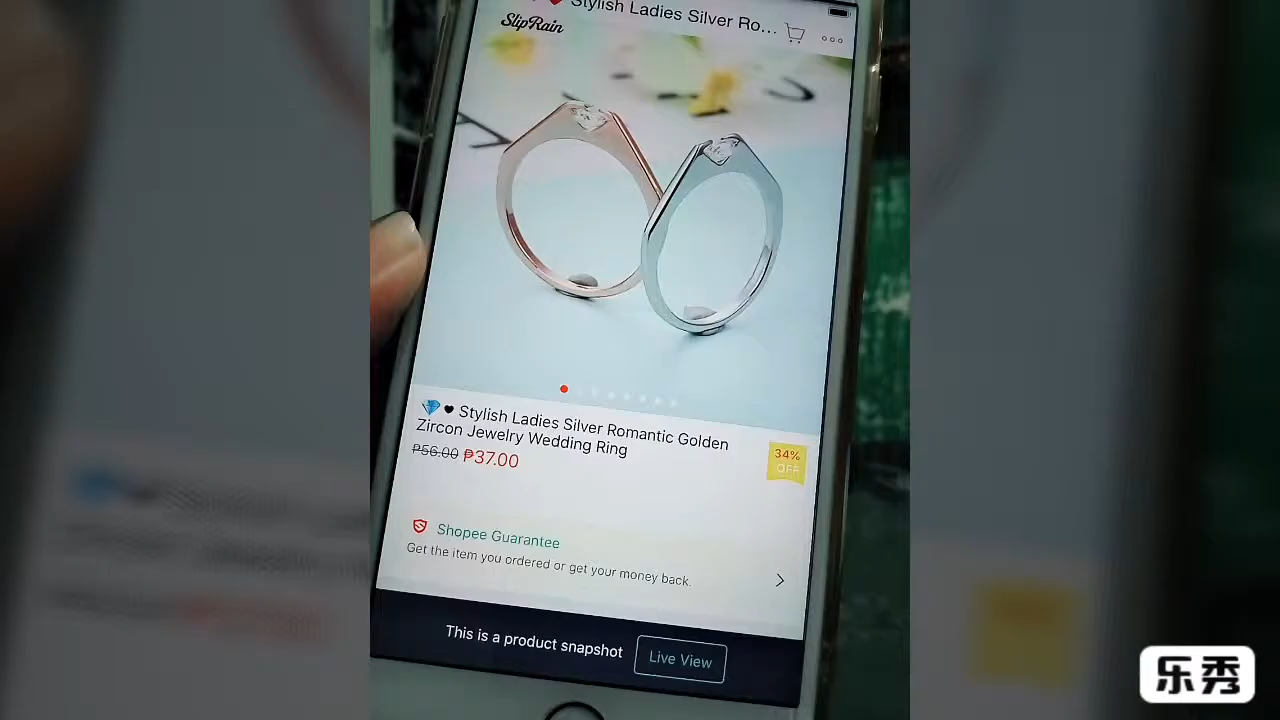 Stylish Ladies Silver Ro...
SlipRain
Stylish Ladies Silver Romantic Golden
Zircon Jewelry Wedding Ring
₱56.00 ₱37.00
34%
OFF
Shopee Guarantee
Get the item you ordered or get your money back.
This is a product snapshot
Live View
乐秀